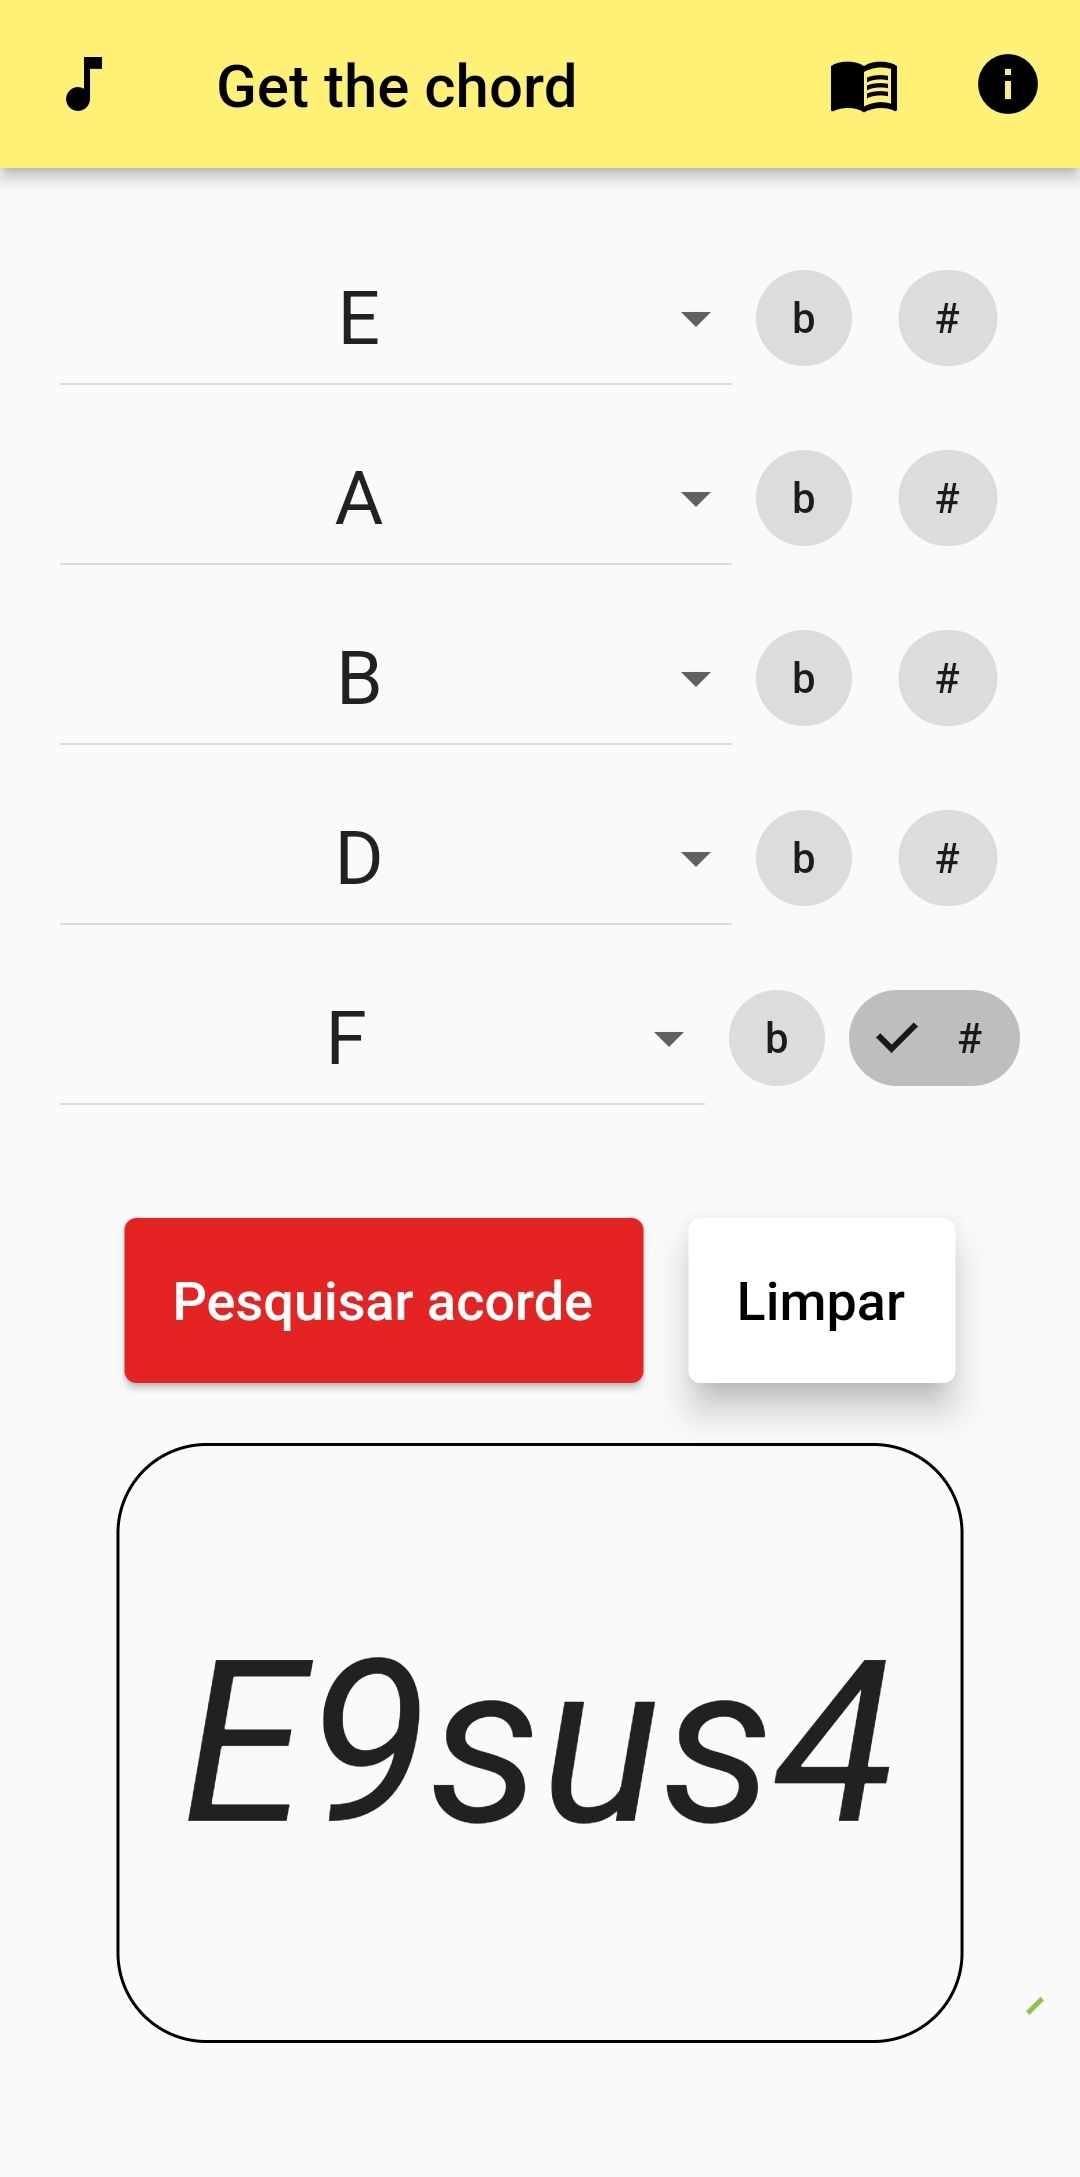 Get the chord
E b #
A b #
B b #
D b #
F b #
Pesquisar acorde Limpar
E9sus4